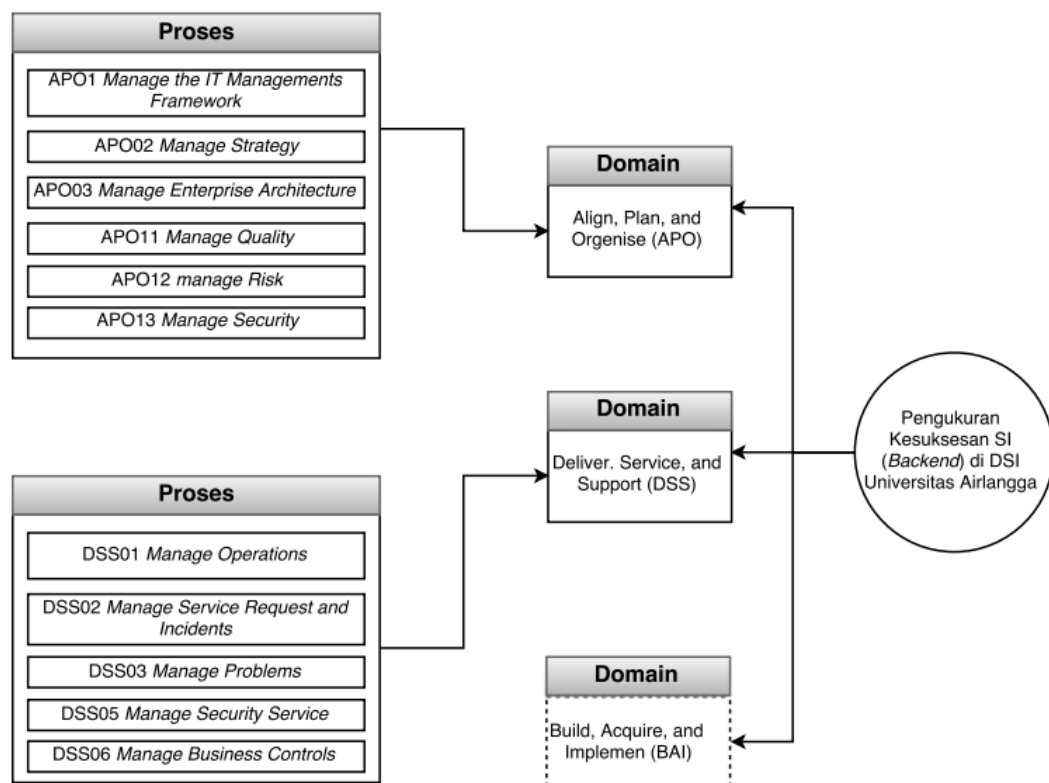 Proses
APO1 Manage the IT Managements
Framework
APO02 Manage Strategy
APO03 Manage Enterprise Architecture
APO11 Manage Quality
APO12 manage Risk
APO13 Manage Security
Domain
Align, Plan, and
Orgenise (APO)
Domain
Deliver. Service, and
Support (DSS)
Pengukuran
Kesuksesan SI
(Backend) di DSI
Universitas Airlangga
Proses
DSS01 Manage Operations
DSS02 Manage Service Request and
Incidents
DSS03 Manage Problems
DSS05 Manage Security Service
DSS06 Manage Business Controls
Domain
Build, Acquire, and
Implemen (BAI)